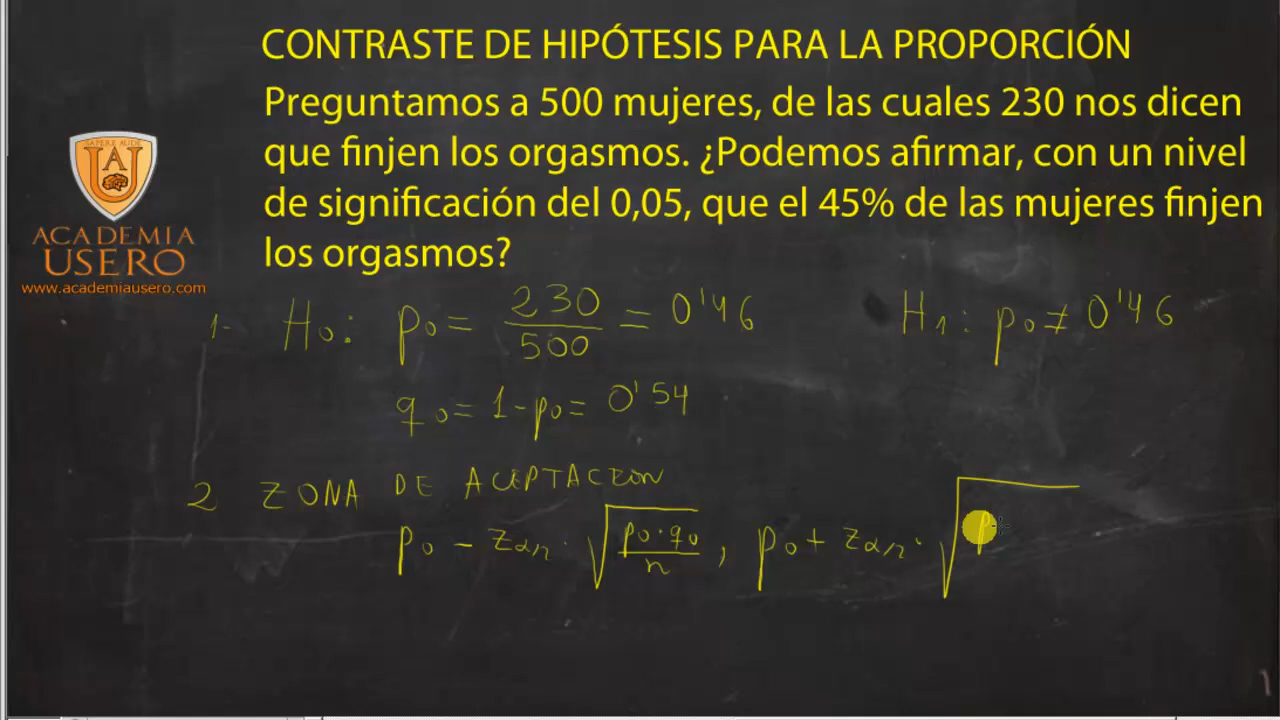 CONTRASTE DE HIPÓTESIS PARA LA PROPORCIÓN
Preguntamos a 500 mujeres, de las cuales 230 nos dicen
que finjen los orgasmos. ¿Podemos afirmar, con un nivel
de significación del 0,05, que el 45% de las mujeres finjen
los orgasmos?
SAPERE AUDE
UAU
ACADEMIA
USERO
www.academiausero.com
1- H₀: p₀ = 230/500 = 0'46 H₁: p₀ ≠ 0'46
q₀ = 1-p₀ = 0'54
2 ZONA DE ACEPTACION
p₀ - zα/2 · √(p₀·q₀/n), p₀ + zα/2 · √p